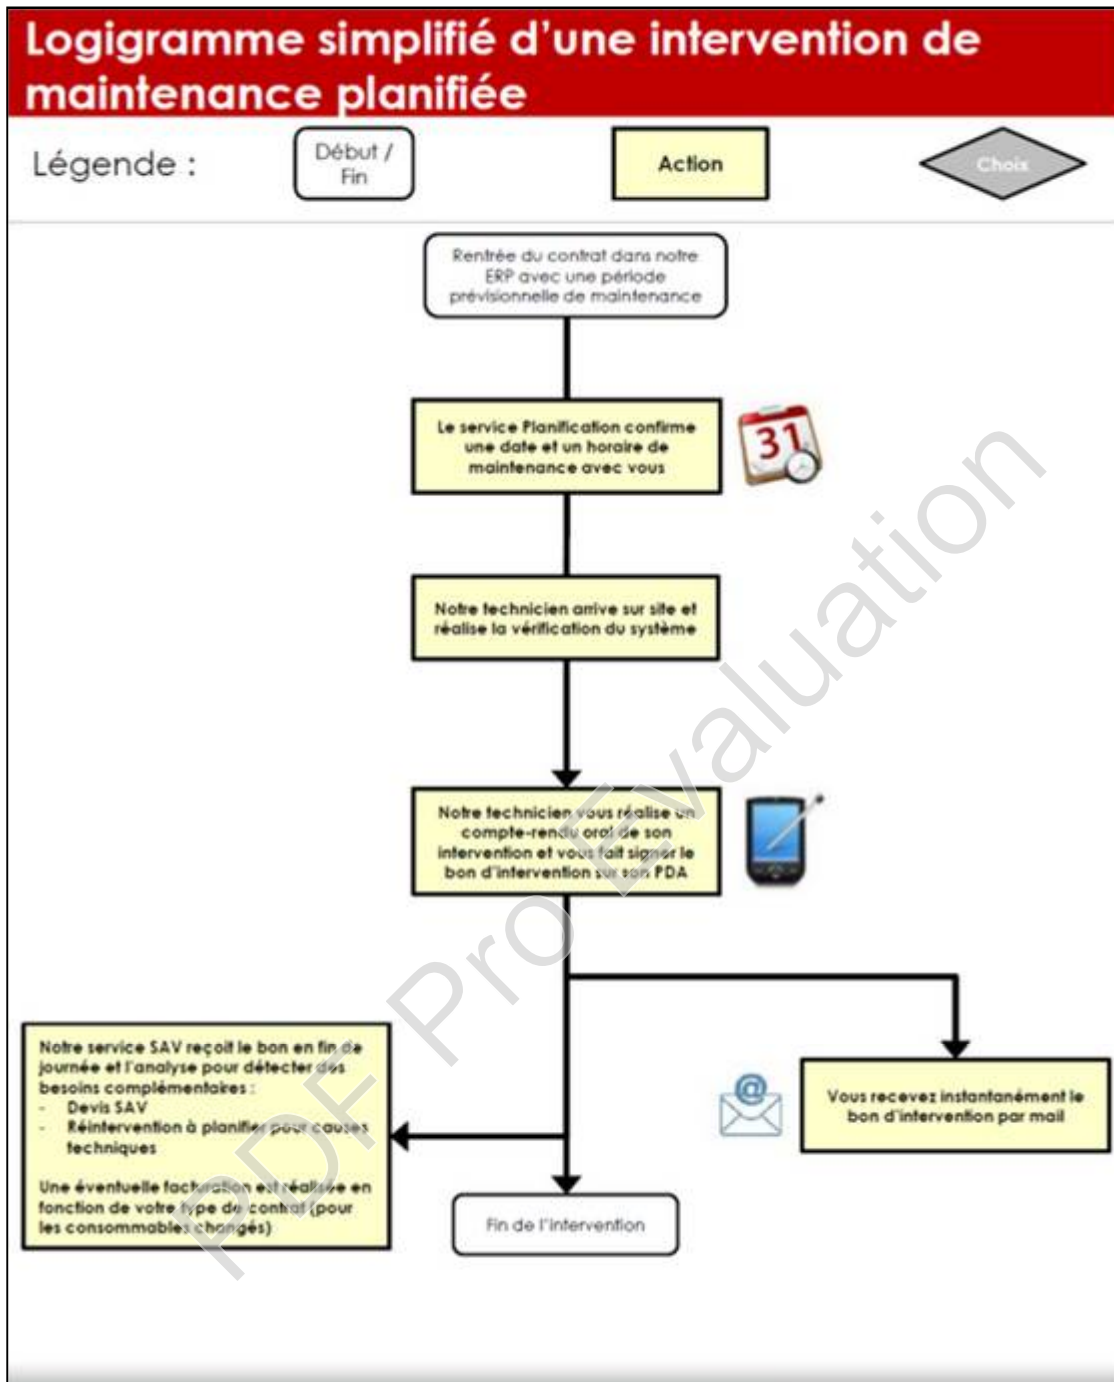 Logigramme simplifié d'une intervention de
maintenance planifiée
Légende :
Début /
Fin
Action
Choix
Rentrée du contrat dans notre
ERP avec une période
prévisionnelle de maintenance
Le service Planification confirme
une date et un horaire de
maintenance avec vous
31
Notre technicien arrive sur site et
réalise la vérification du système
Notre technicien vous réalise un
compte-rendu oral de son
intervention et vous fait signer le
bon d'intervention sur son PDA
Notre service SAV reçoit le bon en fin de
journée et l'analyse pour détecter des
besoins complémentaires :
- Devis SAV
- Réintervention à planifier pour causes
techniques
Une éventuelle facturation est réalisée en
fonction de votre type de contrat (pour
les consommables changés)
@
Vous recevez instantanément le
bon d'intervention par mail
Fin de l'intervention
PDF Pro Evaluation